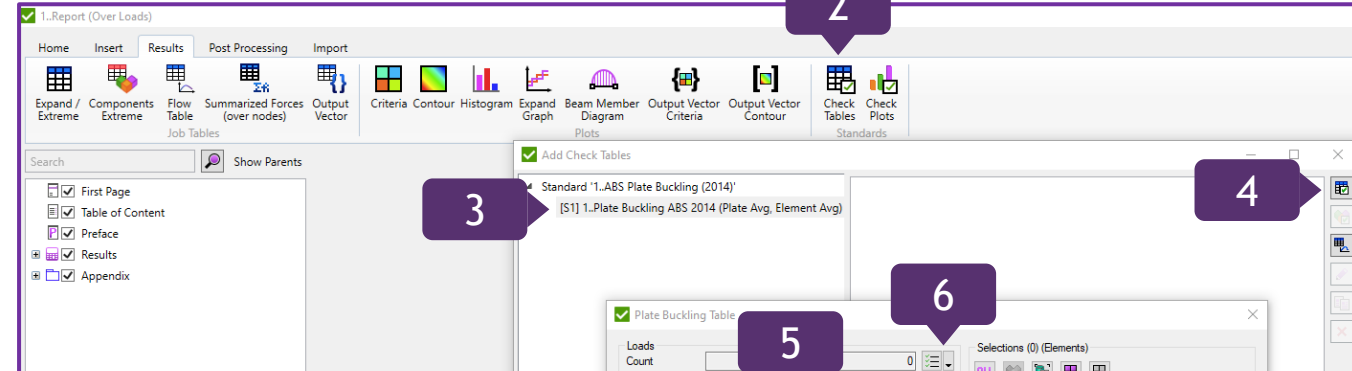 1..Report (Over Loads)
2
Home Insert Results Post Processing Import
Expand / Extreme
Components Extreme
Flow Table
Summarized Forces (over nodes)
Output Vector
Job Tables
Criteria
Contour
Histogram
Expand Graph
Beam Member Diagram
Output Vector Criteria
Output Vector Contour
Plots
Check Tables
Check Plots
Standards
Search
Show Parents
First Page
Table of Content
P Preface
Results
Appendix
Add Check Tables
Standard '1..ABS Plate Buckling (2014)'
[S1] 1..Plate Buckling ABS 2014 (Plate Avg, Element Avg)
3
4
Plate Buckling Table
5
6
Loads
Count
0
Selections (0) (Elements)